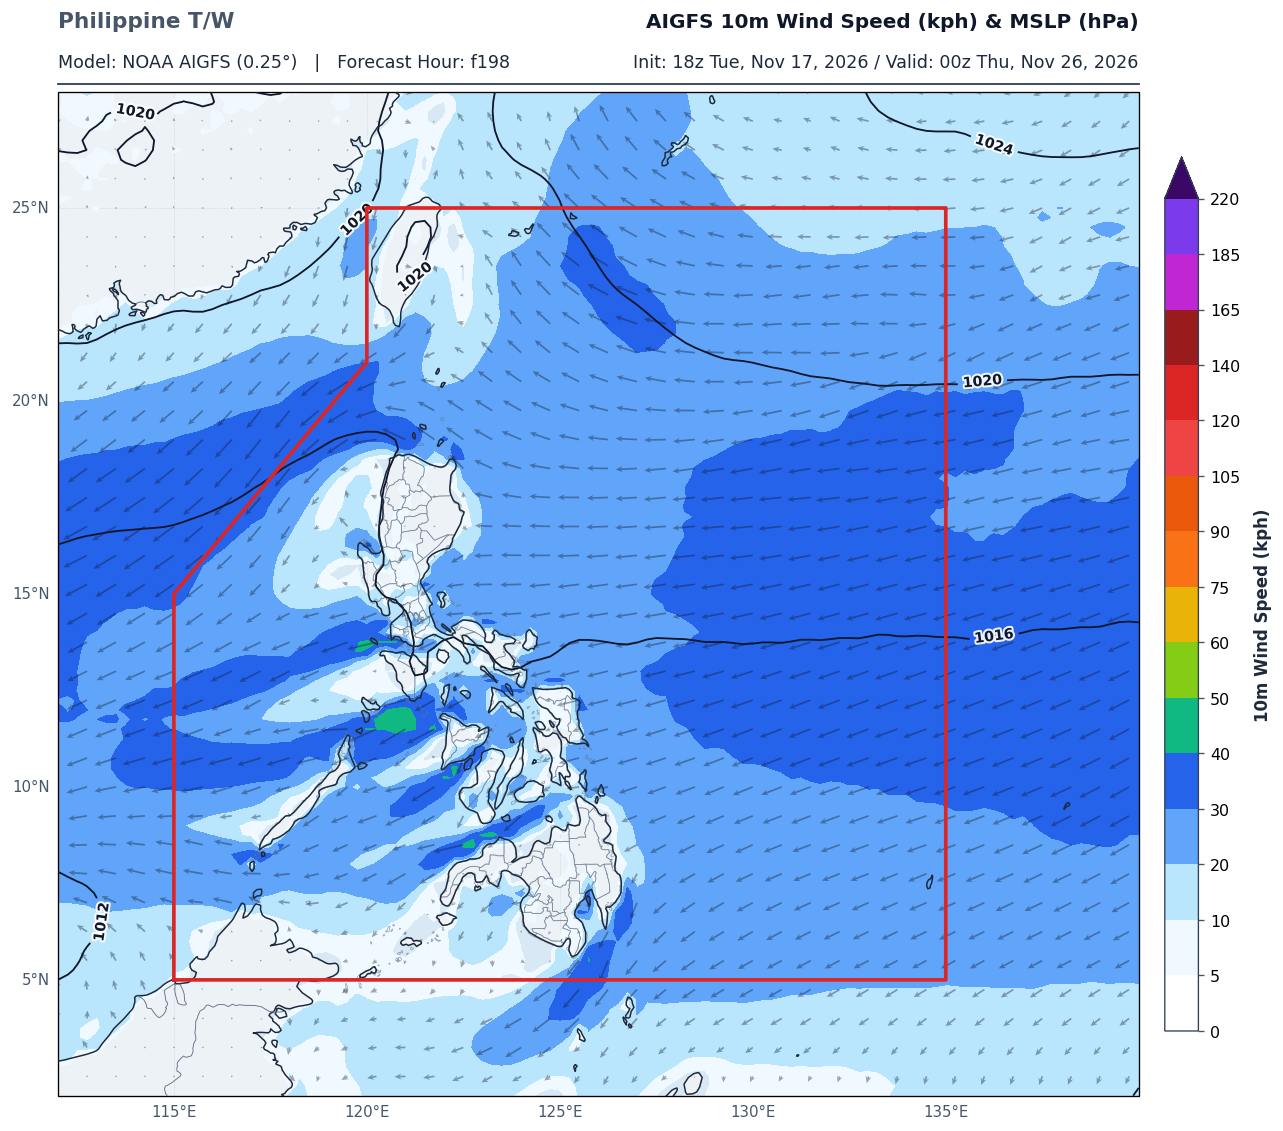 Philippine T/W
AIGFS 10m Wind Speed (kph) & MSLP (hPa)
Model: NOAA AIGFS (0.25°)   |   Forecast Hour: f198
Init: 18z Tue, Nov 17, 2026 / Valid: 00z Thu, Nov 26, 2026
1020
1024
1020
1020
1020
1016
1012
25°N
20°N
15°N
10°N
5°N
115°E
120°E
125°E
130°E
135°E
220
185
165
140
120
105
90
75
60
50
40
30
20
10
5
0
10m Wind Speed (kph)